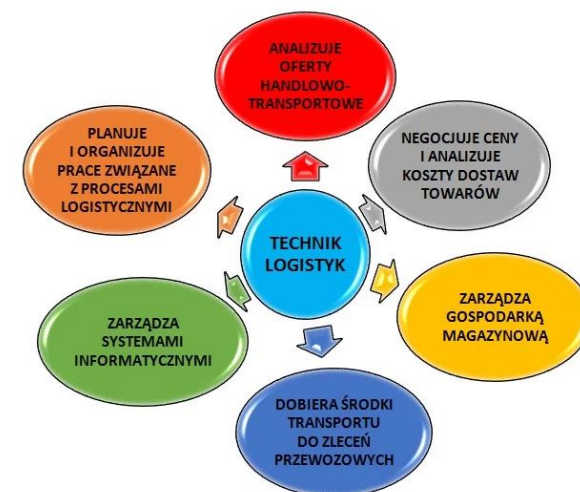 ANALIZUJE
OFERTY
HANDLOWO-
TRANSPORTOWE
NEGOCJUJE CENY
I ANALIZUJE
KOSZTY DOSTAW
TOWARÓW
ZARZĄDZA
GOSPODARKĄ
MAGAZYNOWĄ
DOBIERA ŚRODKI
TRANSPORTU
DO ZLECEŃ
PRZEWOZOWYCH
ZARZĄDZA
SYSTEMAMI
INFORMATYCZNYMI
PLANUJE
I ORGANIZUJE
PRACE ZWIĄZANE
Z PROCESAMI
LOGISTYCZNYMI
TECHNIK
LOGISTYK